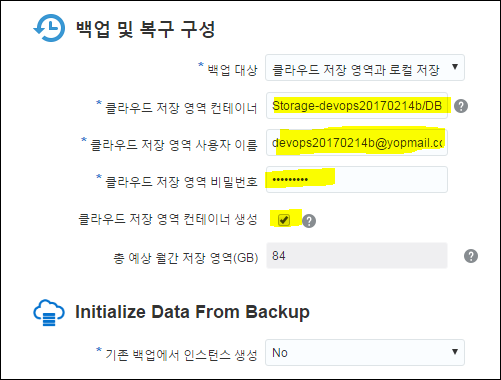 백업 및 복구 구성
* 백업 대상 클라우드 저장 영역과 로컬 저장
* 클라우드 저장 영역 컨테이너 Storage-devops20170214b/DB
* 클라우드 저장 영역 사용자 이름 devops20170214b@yopmail.cc
* 클라우드 저장 영역 비밀번호 •••••••••
클라우드 저장 영역 컨테이너 생성
총 예상 월간 저장 영역(GB) 84
Initialize Data From Backup
* 기존 백업에서 인스턴스 생성 No